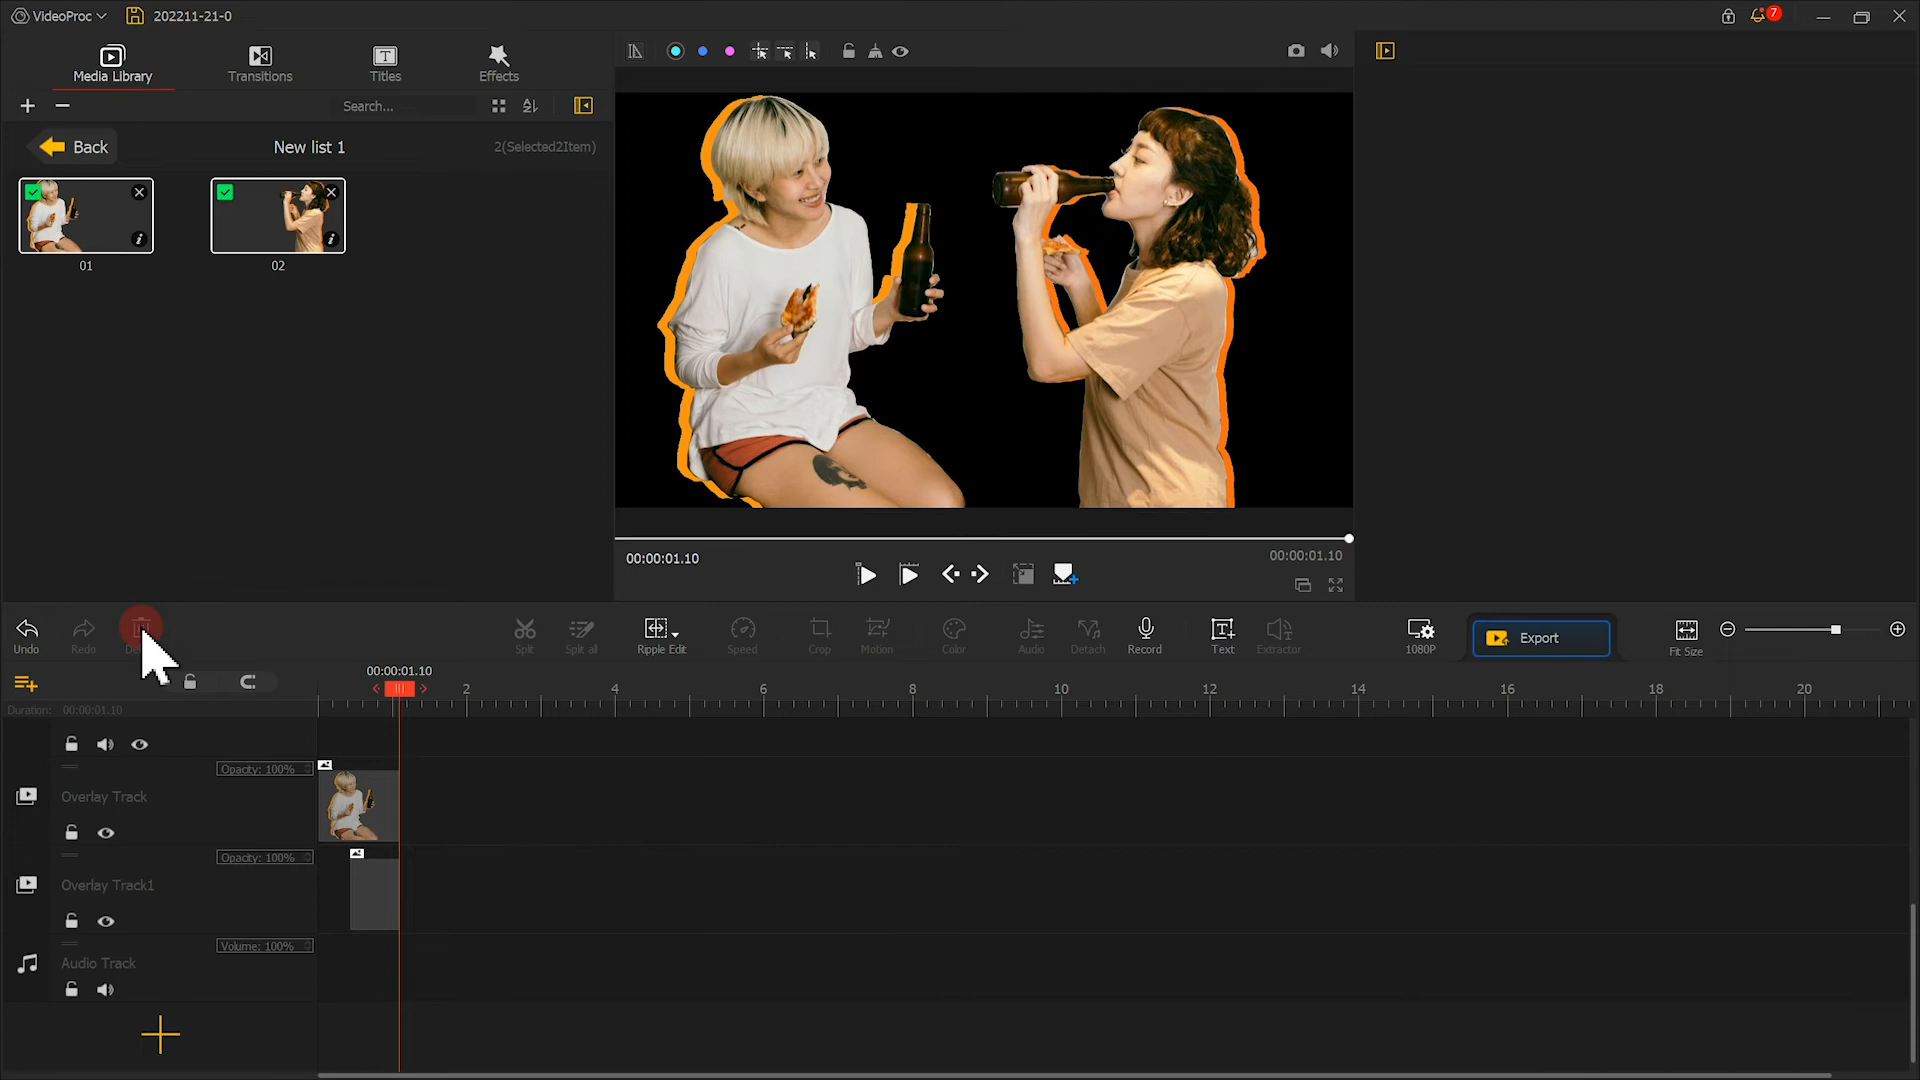 VideoProc
202211-21-0
7
Media Library
Transitions
Titles
Effects
Search...
Back
New list 1
2(Selected2Item)
01
02
00:00:01.10
00:00:01.10
Undo
Redo
Split
Split all
Ripple Edit
Speed
Crop
Motion
Color
Audio
Detach
Record
Text
Extractor
1080P
Export
Fit Size
00:00:01.10
2
4
6
8
10
12
14
16
18
20
Duration: 00:00:01.10
Opacity: 100%
Overlay Track
Opacity: 100%
Overlay Track1
Volume: 100%
Audio Track